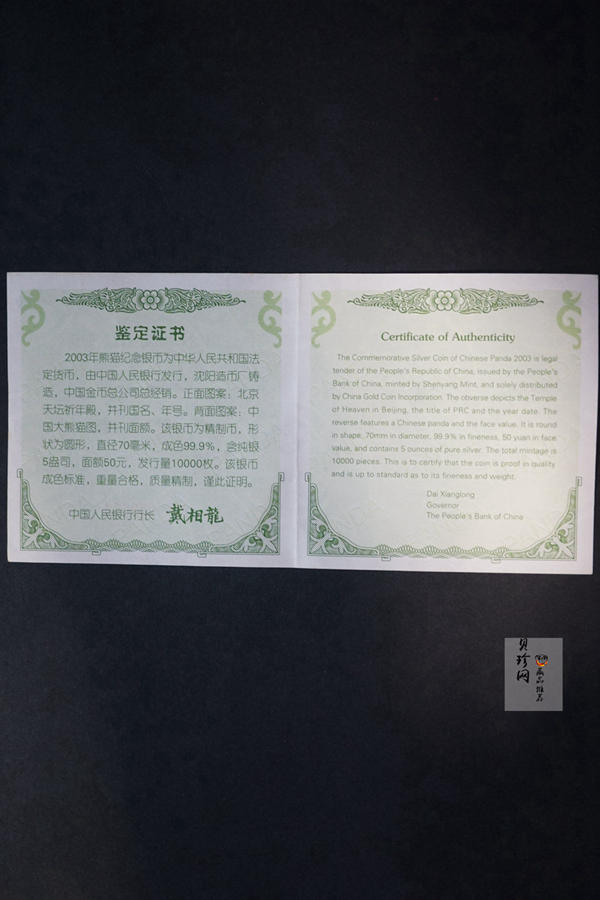 鉴定证书
2003年熊猫纪念银币为中华人民共和国法
定货币，由中国人民银行发行，沈阳造币厂铸
造，中国金币总公司总经销。正面图案：北京
天坛祈年殿，并刊国名、年号。背面图案：中
国大熊猫图，并刊面额。该银币为精制币，形
状为圆形，直径70毫米，成色99.9%，含纯银
5盎司，面额50元，发行量10000枚。该银币
成色标准，重量合格，质量精制，谨此证明。
中国人民银行行长 戴相龍
Certificate of Authenticity
The Commemorative Silver Coin of Chinese Panda 2003 is legal
tender of the People's Republic of China, issued by the People's
Bank of China, minted by Shenyang Mint, and solely distributed
by China Gold Coin Incorporation. The obverse depicts the Temple
of Heaven in Beijing, the title of PRC and the year date. The
reverse features a Chinese panda and the face value. It is round
in shape, 70mm in diameter, 99.9% in fineness, 50 yuan in face
value, and contains 5 ounces of pure silver. The total mintage is
10000 pieces. This is to certify that the coin is proof in quality
and is up to standard as to its fineness and weight.
Dai Xianglong
Governor
The People's Bank of China
贝珍网
藏品推荐